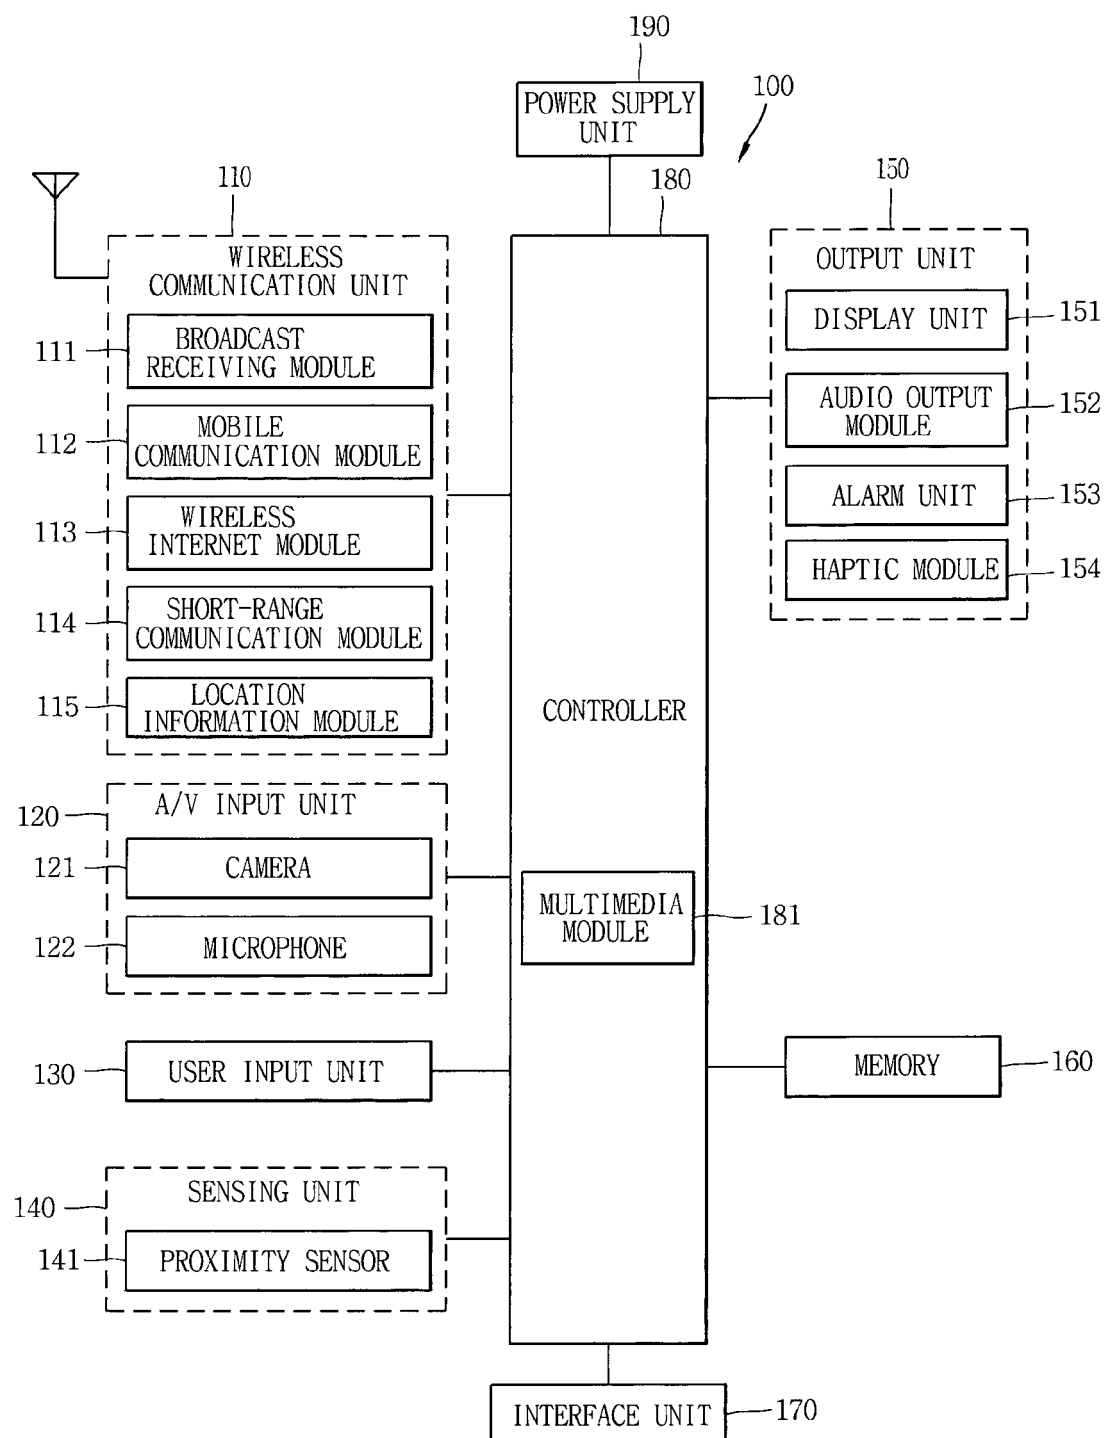 190
POWER SUPPLY
UNIT
100
110
180
150
WIRELESS
COMMUNICATION UNIT
111
BROADCAST
RECEIVING MODULE
112
MOBILE
COMMUNICATION MODULE
113
WIRELESS
INTERNET MODULE
114
SHORT-RANGE
COMMUNICATION MODULE
115
LOCATION
INFORMATION MODULE
120
A/V INPUT UNIT
121
CAMERA
122
MICROPHONE
130
USER INPUT UNIT
140
SENSING UNIT
141
PROXIMITY SENSOR
CONTROLLER
MULTIMEDIA
MODULE
181
OUTPUT UNIT
DISPLAY UNIT
151
AUDIO OUTPUT
MODULE
152
ALARM UNIT
153
HAPTIC MODULE
154
MEMORY
160
INTERFACE UNIT
170